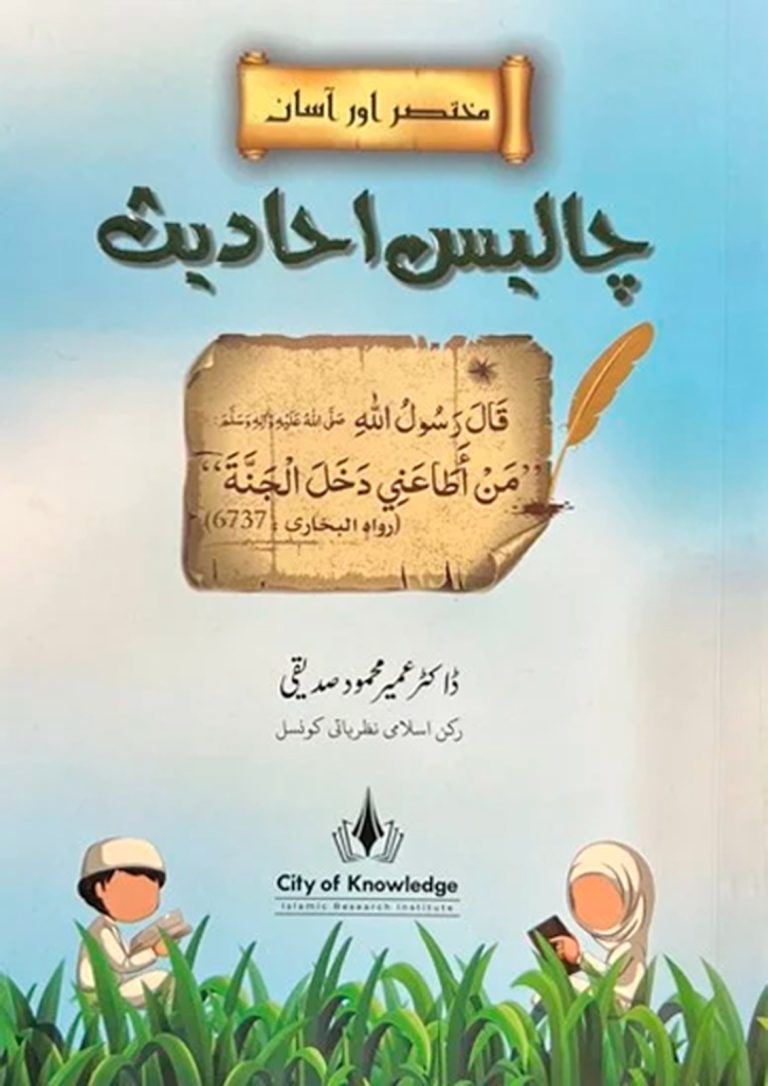 مختصر اور آسان
چالیس احادیث
قَالَ رَسُولُ اللهِ صَلَّى اللهُ عَلَيْهِ وَاٰلِهٖ وَسَلَّمَ:
”مَنْ أَطَاعَنِي دَخَلَ الْجَنَّةَ“
(رواہ البخاری : 6737)
ڈاکٹر عمیر محمود صدیقی
رکن اسلامی نظریاتی کونسل
City of Knowledge
Islamic Research Institute